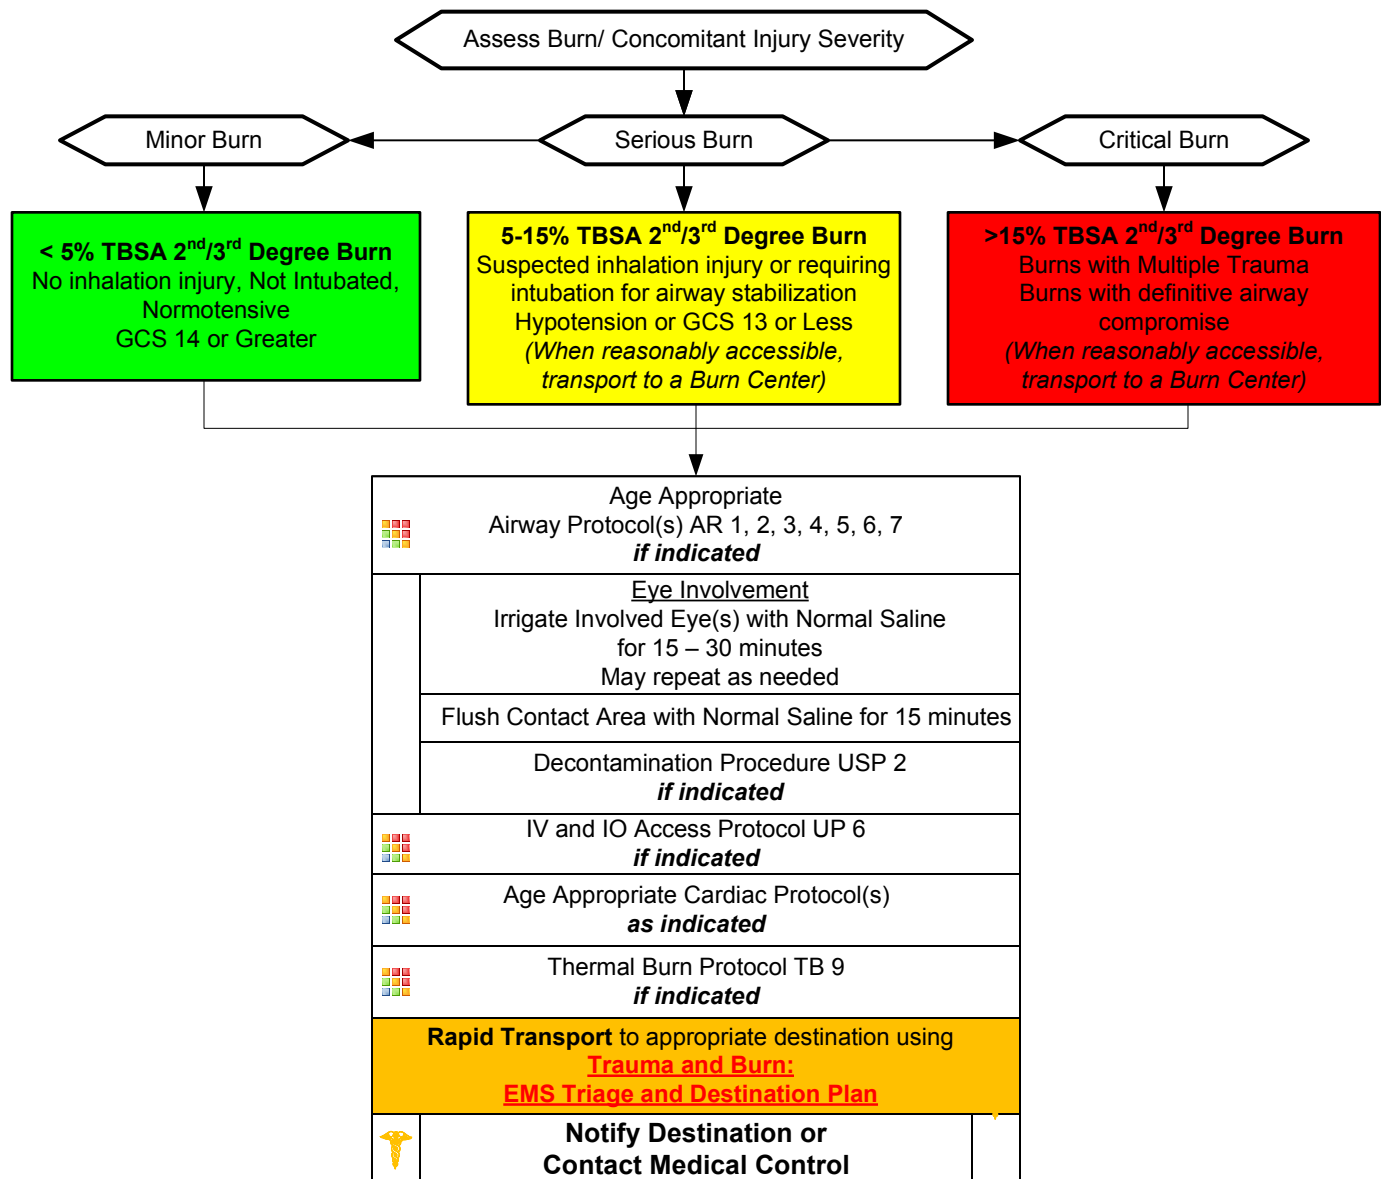 Assess Burn/ Concomitant Injury Severity
Minor Burn
Serious Burn
Critical Burn
< 5% TBSA 2nd/3rd Degree Burn
No inhalation injury, Not Intubated,
Normotensive
GCS 14 or Greater
5-15% TBSA 2nd/3rd Degree Burn
Suspected inhalation injury or requiring
intubation for airway stabilization
Hypotension or GCS 13 or Less
(When reasonably accessible,
transport to a Burn Center)
>15% TBSA 2nd/3rd Degree Burn
Burns with Multiple Trauma
Burns with definitive airway
compromise
(When reasonably accessible,
transport to a Burn Center)
Age Appropriate
Airway Protocol(s) AR 1, 2, 3, 4, 5, 6, 7
if indicated
Eye Involvement
Irrigate Involved Eye(s) with Normal Saline
for 15 – 30 minutes
May repeat as needed
Flush Contact Area with Normal Saline for 15 minutes
Decontamination Procedure USP 2
if indicated
IV and IO Access Protocol UP 6
if indicated
Age Appropriate Cardiac Protocol(s)
as indicated
Thermal Burn Protocol TB 9
if indicated
Rapid Transport to appropriate destination using
Trauma and Burn:
EMS Triage and Destination Plan
Notify Destination or
Contact Medical Control